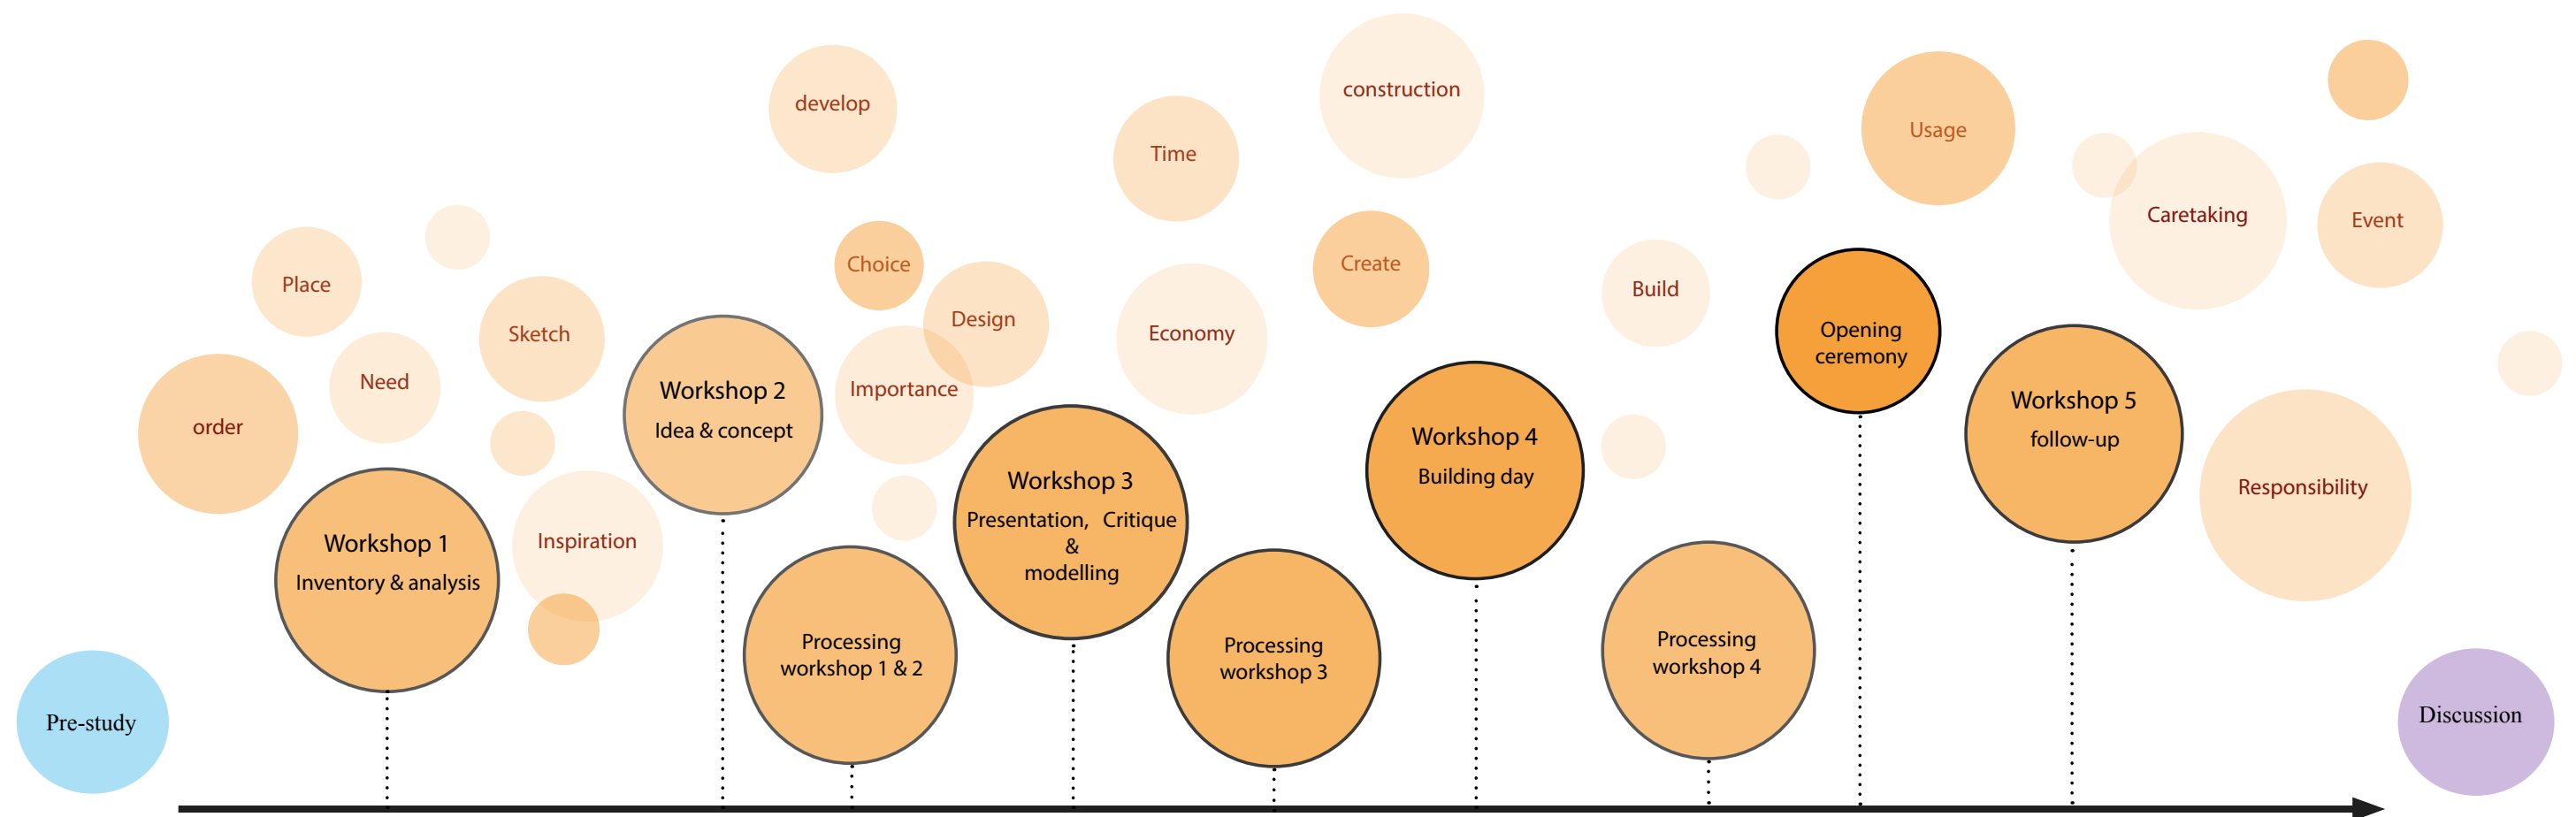 develop
construction
Time
Usage
Caretaking
Event
Place
Choice
Create
Build
Sketch
Design
Economy
Need
Importance
order
Opening
ceremony
Workshop 2
Idea & concept
Workshop 5
follow-up
Workshop 4
Building day
Workshop 3
Presentation, Critique
&
modelling
Responsibility
Workshop 1
Inventory & analysis
Inspiration
Processing
workshop 1 & 2
Processing
workshop 3
Processing
workshop 4
Pre-study
Discussion